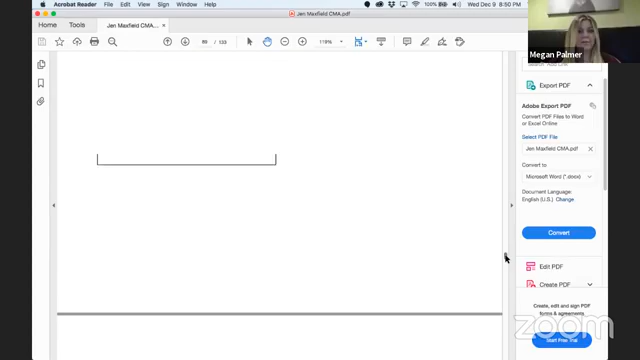 Acrobat Reader File Edit View Sign Window Help 100% Wed Dec 9 8:50 PM
Jen Maxfield CMA.pdf
Home Tools Jen Maxfield CMA.... ×
/ 133 119%
Megan Palmer
Export PDF
Adobe Export PDF
Convert PDF Files to Word
or Excel Online
Select PDF File
Jen Maxfield CMA.pdf
Convert to
Microsoft Word (*.docx)
Document Language:
English (U.S.) Change
Convert
Edit PDF
Create PDF
Create, edit and sign PDF
forms & agreements
Start Free Trial
zoom